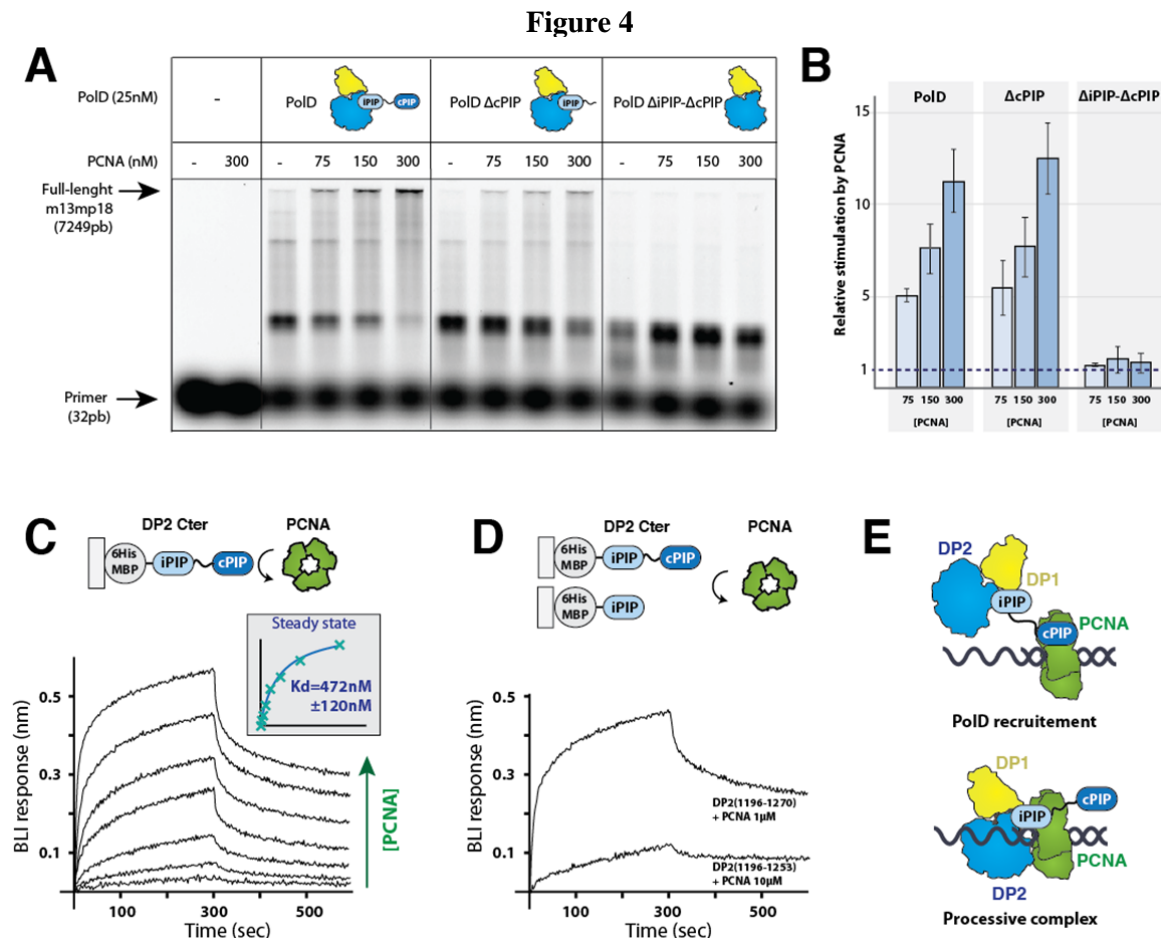 Figure 4
A
PolD (25nM)
-
PolD
iPIP
cPIP
PolD ΔcPIP
iPIP
PolD ΔiPIP-ΔcPIP
PCNA (nM)
- 300 - 75 150 300 - 75 150 300 - 75 150 300
Full-lenght
m13mp18
(7249pb)
Primer
(32pb)
B
PolD ΔcPIP ΔiPIP-ΔcPIP
Relative stimulation by PCNA
15
10
5
1
75 150 300 75 150 300 75 150 300
[PCNA] [PCNA] [PCNA]
C
DP2 Cter PCNA
6His
MBP
iPIP
cPIP
Steady state
Kd=472nM
±120nM
BLI response (nm)
0.5
0.3
0.1
[PCNA]
100 300 500
Time (sec)
D
DP2 Cter PCNA
6His
MBP
iPIP
cPIP
6His
MBP
iPIP
BLI response (nm)
0.5
0.3
0.1
DP2(1196-1270)
+ PCNA 1µM
DP2(1196-1253)
+ PCNA 10µM
100 300 500
Time (sec)
E
DP2
DP1
iPIP
PCNA
cPIP
PolD recruitement
DP1
cPIP
iPIP
PCNA
DP2
Processive complex